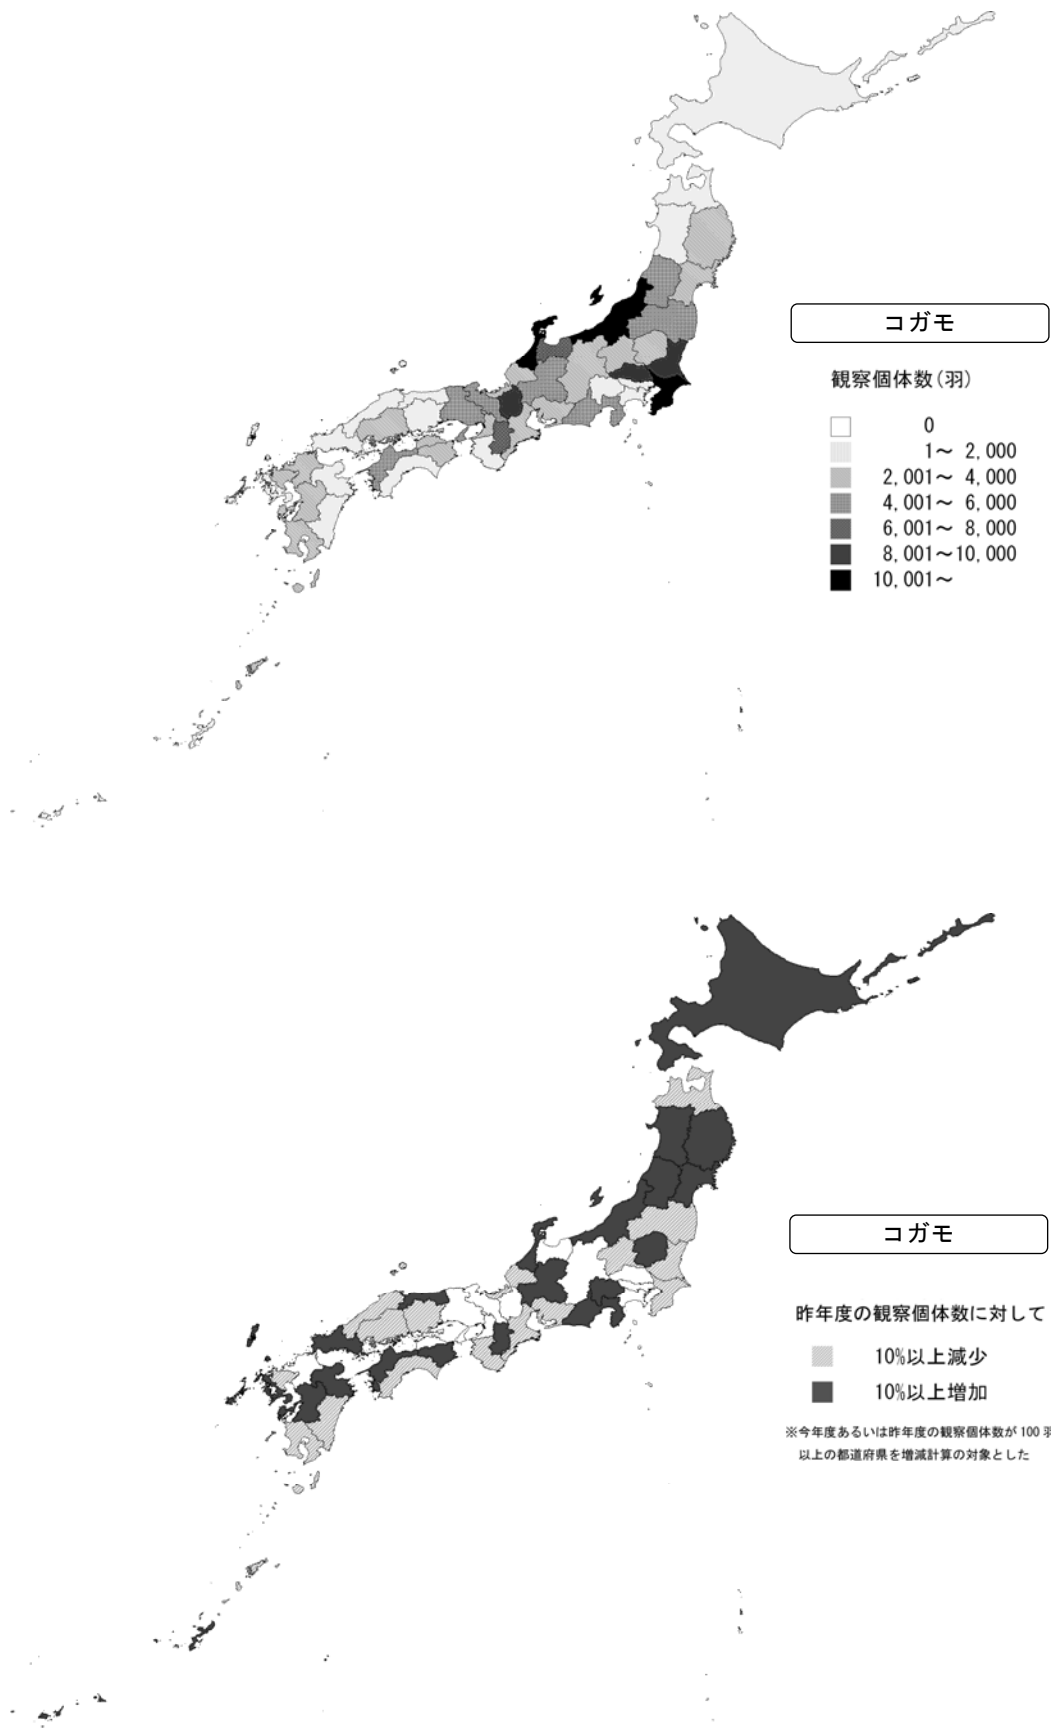 コガモ
観察個体数(羽)
0
1～ 2,000
2,001～ 4,000
4,001～ 6,000
6,001～ 8,000
8,001～10,000
10,001～
コガモ
昨年度の観察個体数に対して
10%以上減少
10%以上増加
※今年度あるいは昨年度の観察個体数が 100 羽
以上の都道府県を増減計算の対象とした